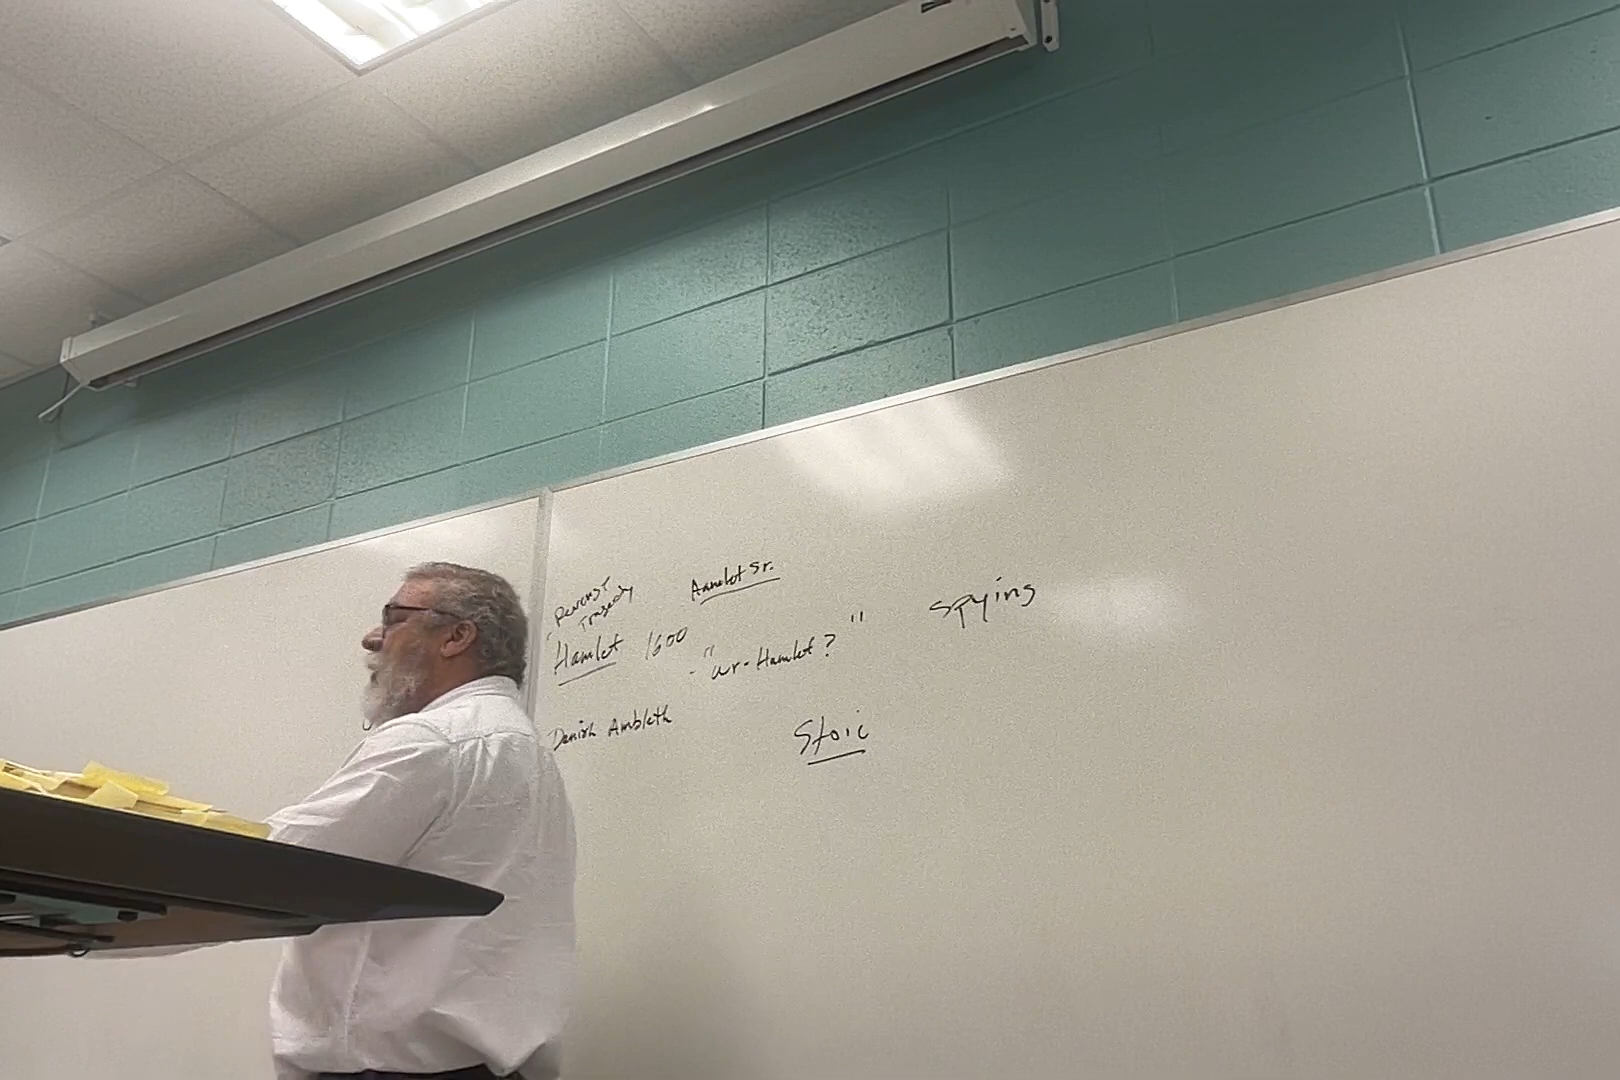 Revenge
Tragedy
Hamlet 1600
Hamlet Sr.
- "ur-Hamlet?"
Spying
Danish Ambleth
Stoic